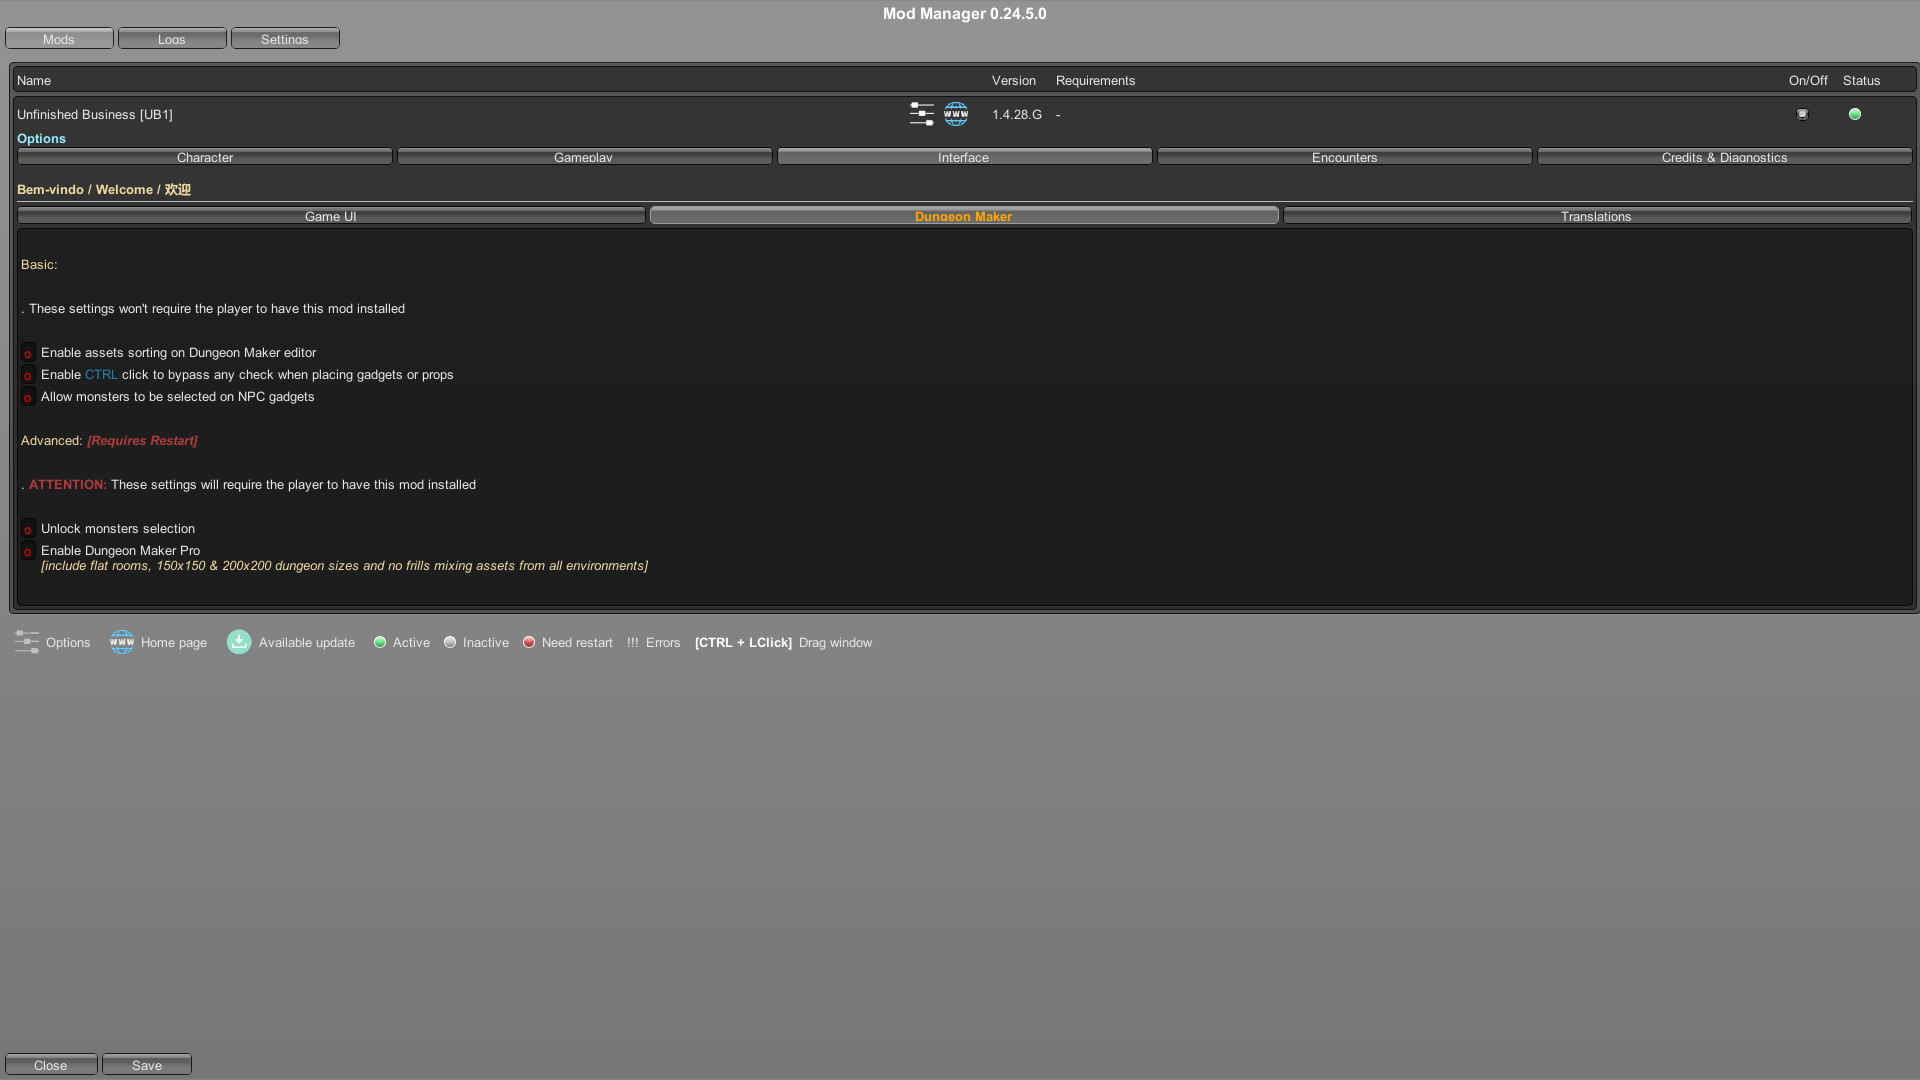 Mod Manager 0.24.5.0
Mods Logs Settings
Name Version Requirements On/Off Status
Unfinished Business [UB1] WWW 1.4.28.G -
Options
Character Gameplay Interface Encounters Credits & Diagnostics
Bem-vindo / Welcome / 欢迎
Game UI Dungeon Maker Translations
Basic:
. These settings won't require the player to have this mod installed
o Enable assets sorting on Dungeon Maker editor
o Enable CTRL click to bypass any check when placing gadgets or props
o Allow monsters to be selected on NPC gadgets
Advanced: [Requires Restart]
. ATTENTION: These settings will require the player to have this mod installed
o Unlock monsters selection
o Enable Dungeon Maker Pro
[include flat rooms, 150x150 & 200x200 dungeon sizes and no frills mixing assets from all environments]
Options WWW Home page Available update Active Inactive Need restart !!! Errors [CTRL + LClick] Drag window
Close Save